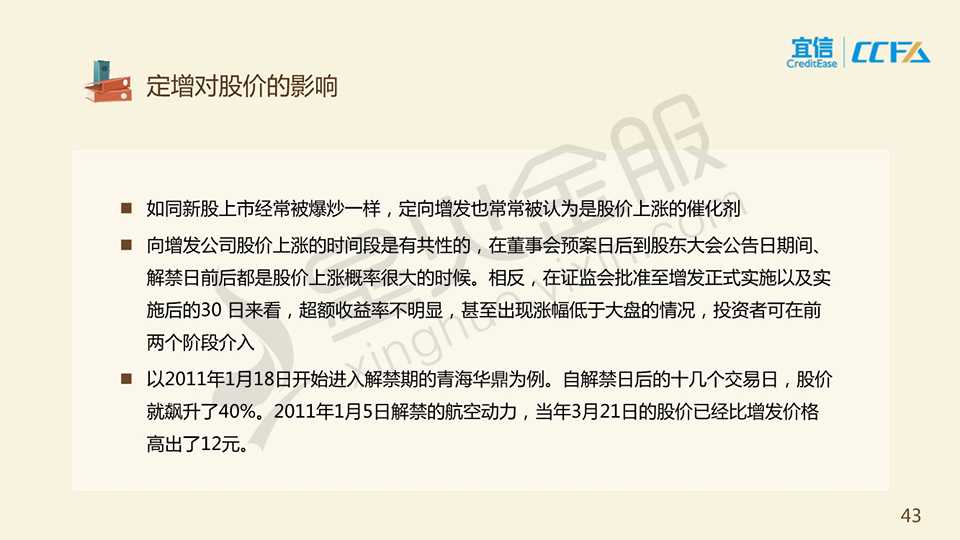 宜信
CreditEase
CCFA
定增对股价的影响
星火金服
xinghuo.yixin.com
如同新股上市经常被爆炒一样，定向增发也常常被认为是股价上涨的催化剂
向增发公司股价上涨的时间段是有共性的，在董事会预案日后到股东大会公告日期间、
解禁日前后都是股价上涨概率很大的时候。相反，在证监会批准至增发正式实施以及实
施后的30 日来看，超额收益率不明显，甚至出现涨幅低于大盘的情况，投资者可在前
两个阶段介入
以2011年1月18日开始进入解禁期的青海华鼎为例。自解禁日后的十几个交易日，股价
就飙升了40%。2011年1月5日解禁的航空动力，当年3月21日的股价已经比增发价格
高出了12元。
43